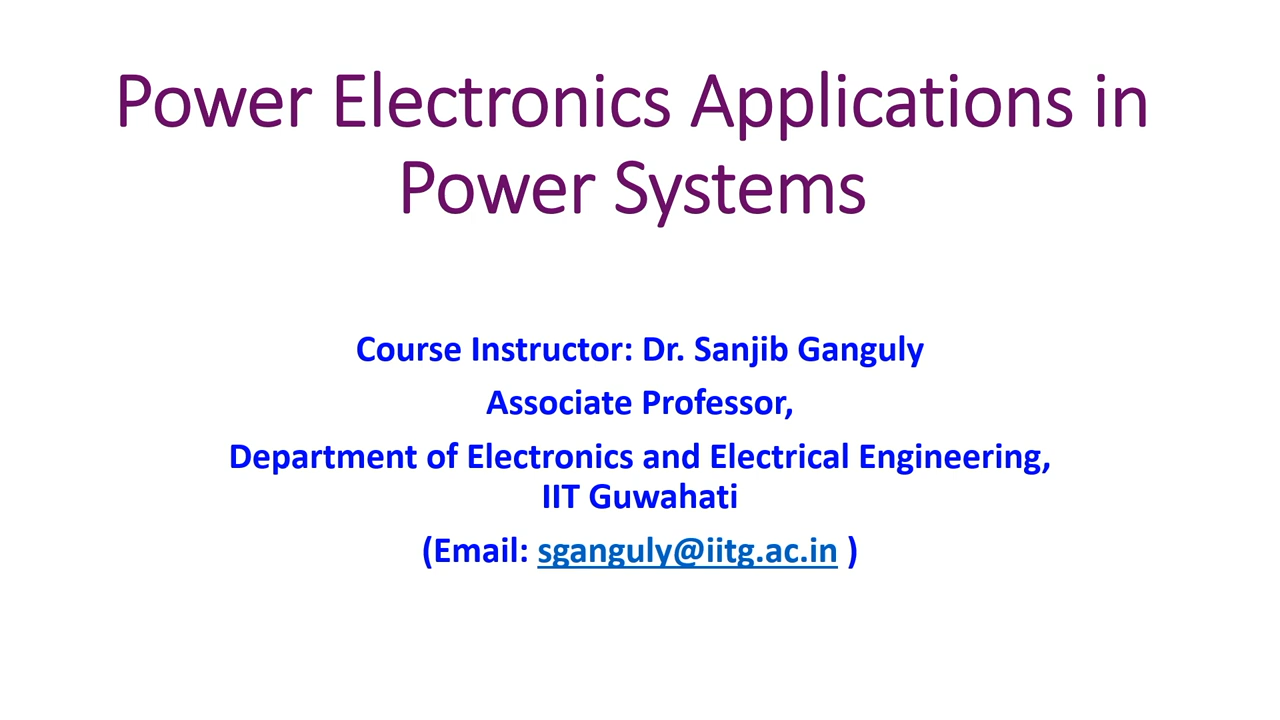 Power Electronics Applications in
Power Systems
Course Instructor: Dr. Sanjib Ganguly
Associate Professor,
Department of Electronics and Electrical Engineering,
IIT Guwahati
(Email: sganguly@iitg.ac.in )